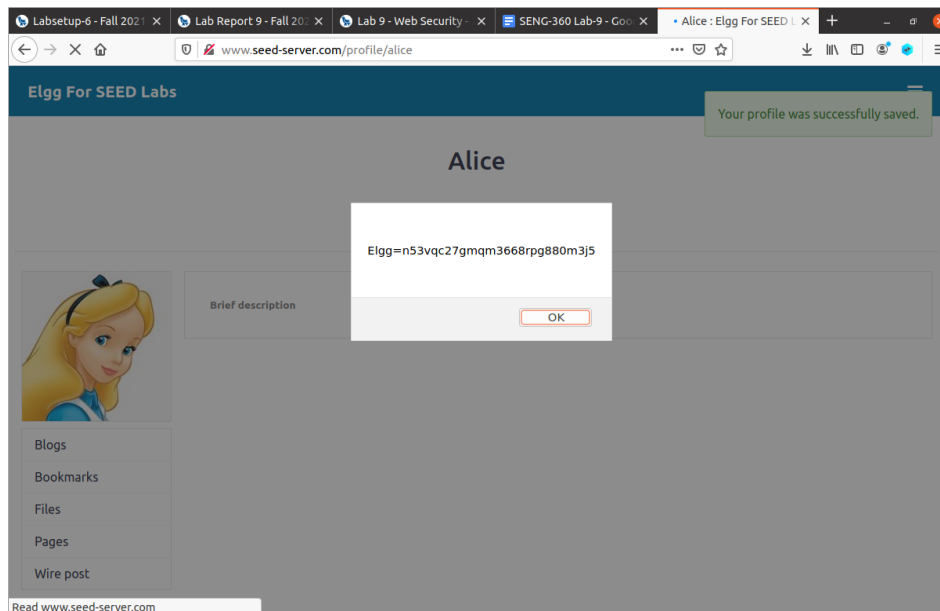 Labsetup-6 - Fall 2021
Lab Report 9 - Fall 202
Lab 9 - Web Security -
SENG-360 Lab-9 - Goo
• Alice : Elgg For SEED L
www.seed-server.com/profile/alice
Elgg For SEED Labs
Your profile was successfully saved.
Alice
Elgg=n53vqc27gmqm3668rpg880m3j5
OK
Brief description
Blogs
Bookmarks
Files
Pages
Wire post
Read www.seed-server.com